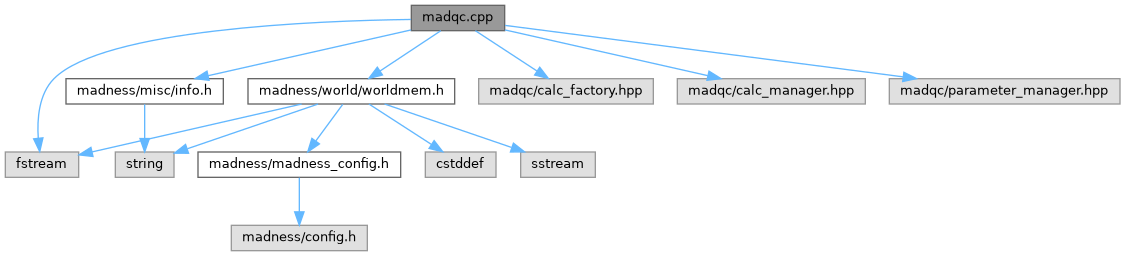 madqc.cpp
madness/misc/info.h
madness/world/worldmem.h
madqc/calc_factory.hpp
madqc/calc_manager.hpp
madqc/parameter_manager.hpp
fstream
string
madness/madness_config.h
cstddef
sstream
madness/config.h